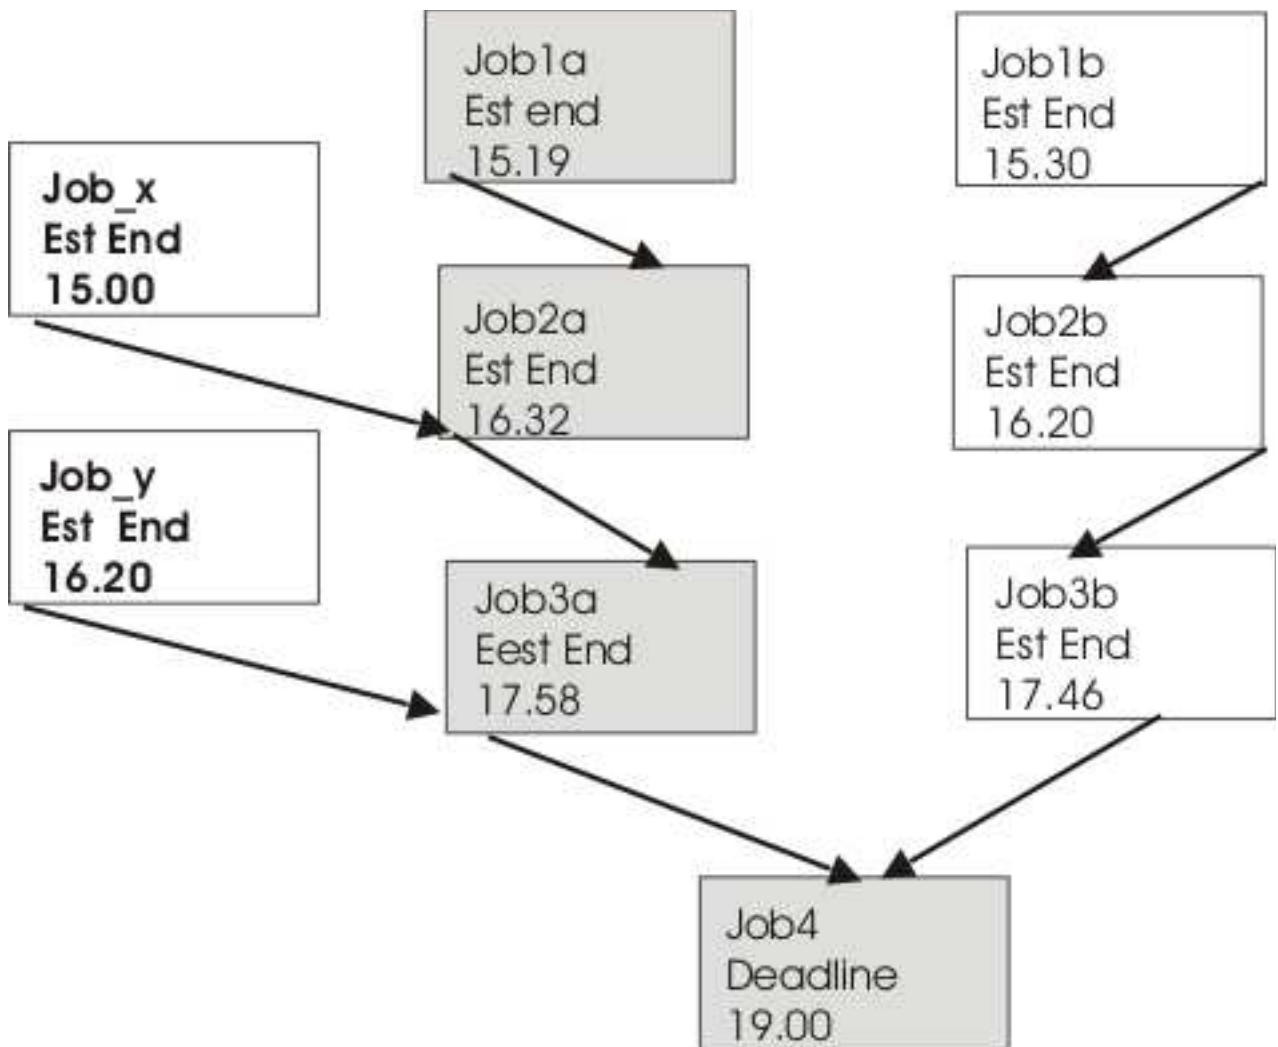 Job1a
Est end
15.19
Job1b
Est End
15.30
Job_x
Est End
15.00
Job2a
Est End
16.32
Job2b
Est End
16.20
Job_y
Est  End
16.20
Job3a
Eest End
17.58
Job3b
Est End
17.46
Job4
Deadline
19.00